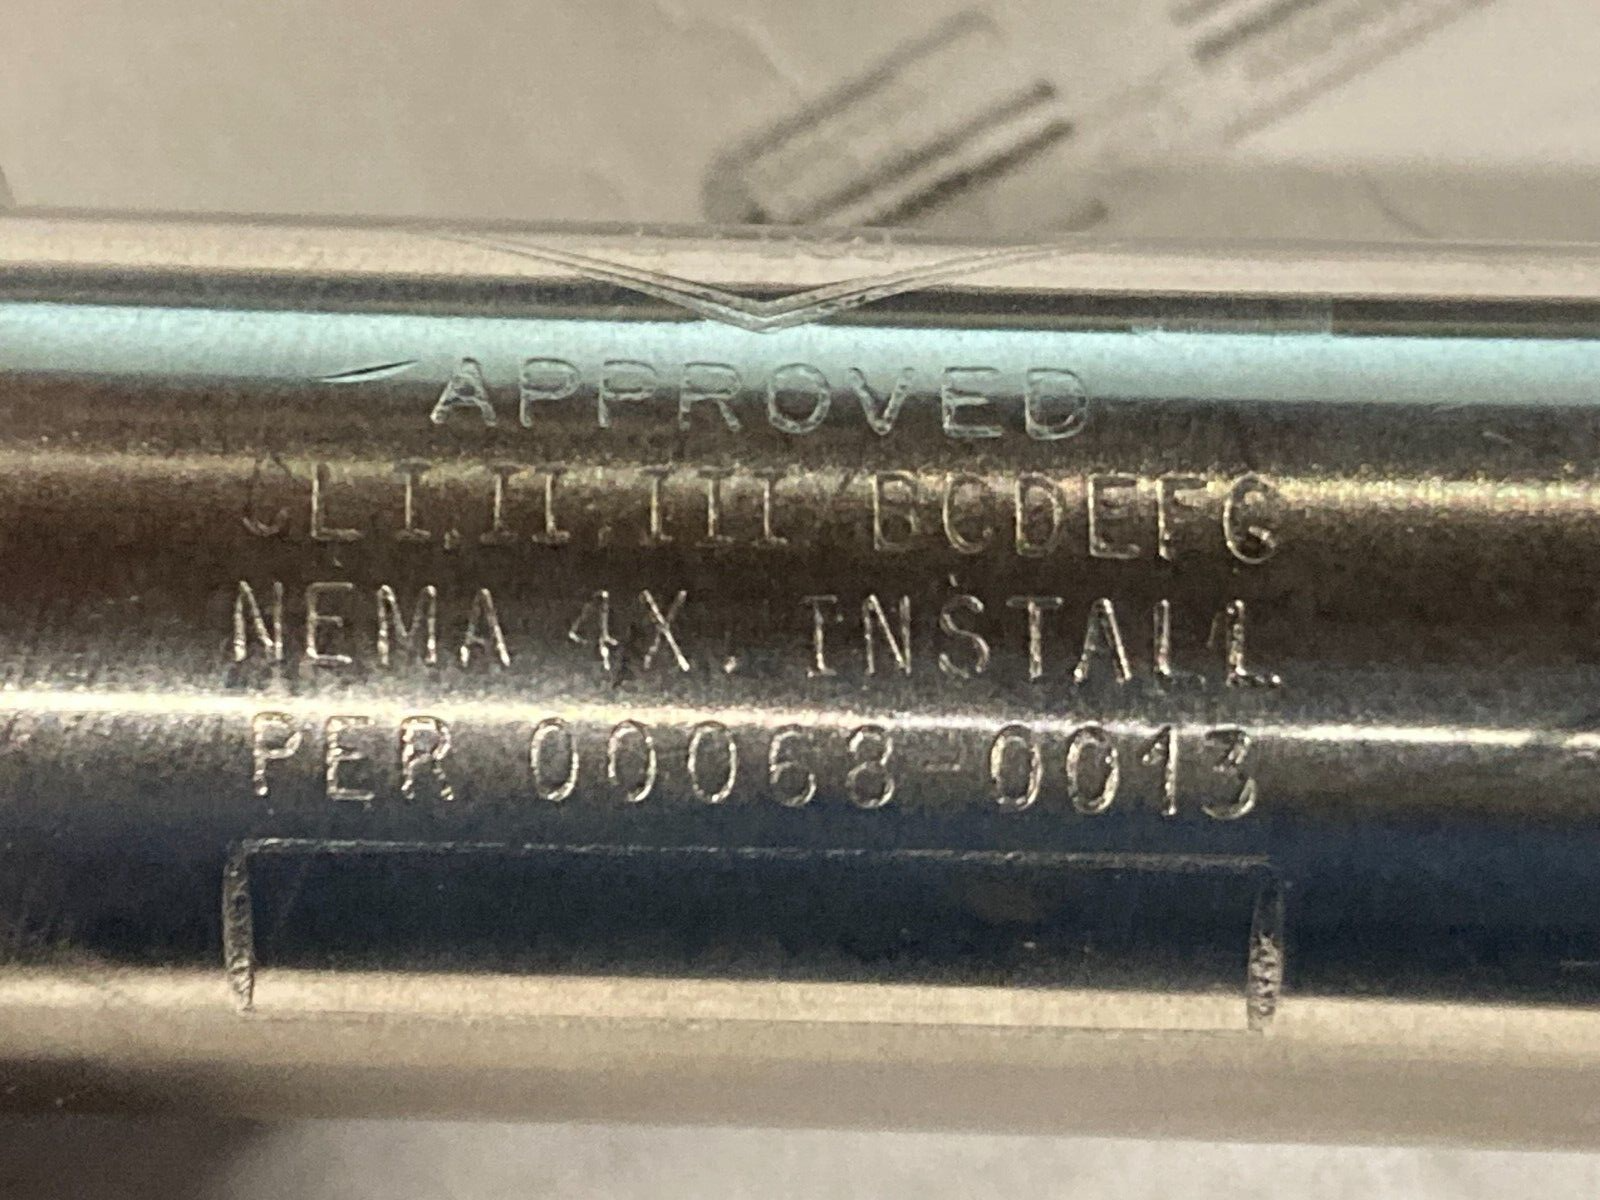 APPROVED
CL I,II,III/BCDEFG
NEMA 4X. INSTALL
PER 00068-0013